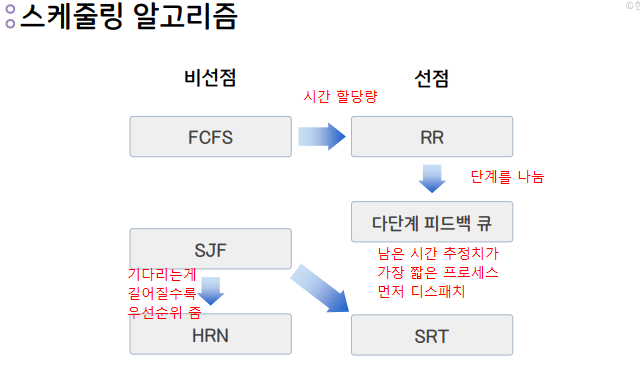 스케줄링 알고리즘
비선점
선점
시간 할당량
FCFS
RR
단계를 나눔
다단계 피드백 큐
SJF
남은 시간 추정치가
가장 짧은 프로세스
먼저 디스패치
기다리는게
길어질수록
우선순위 줌
HRN
SRT